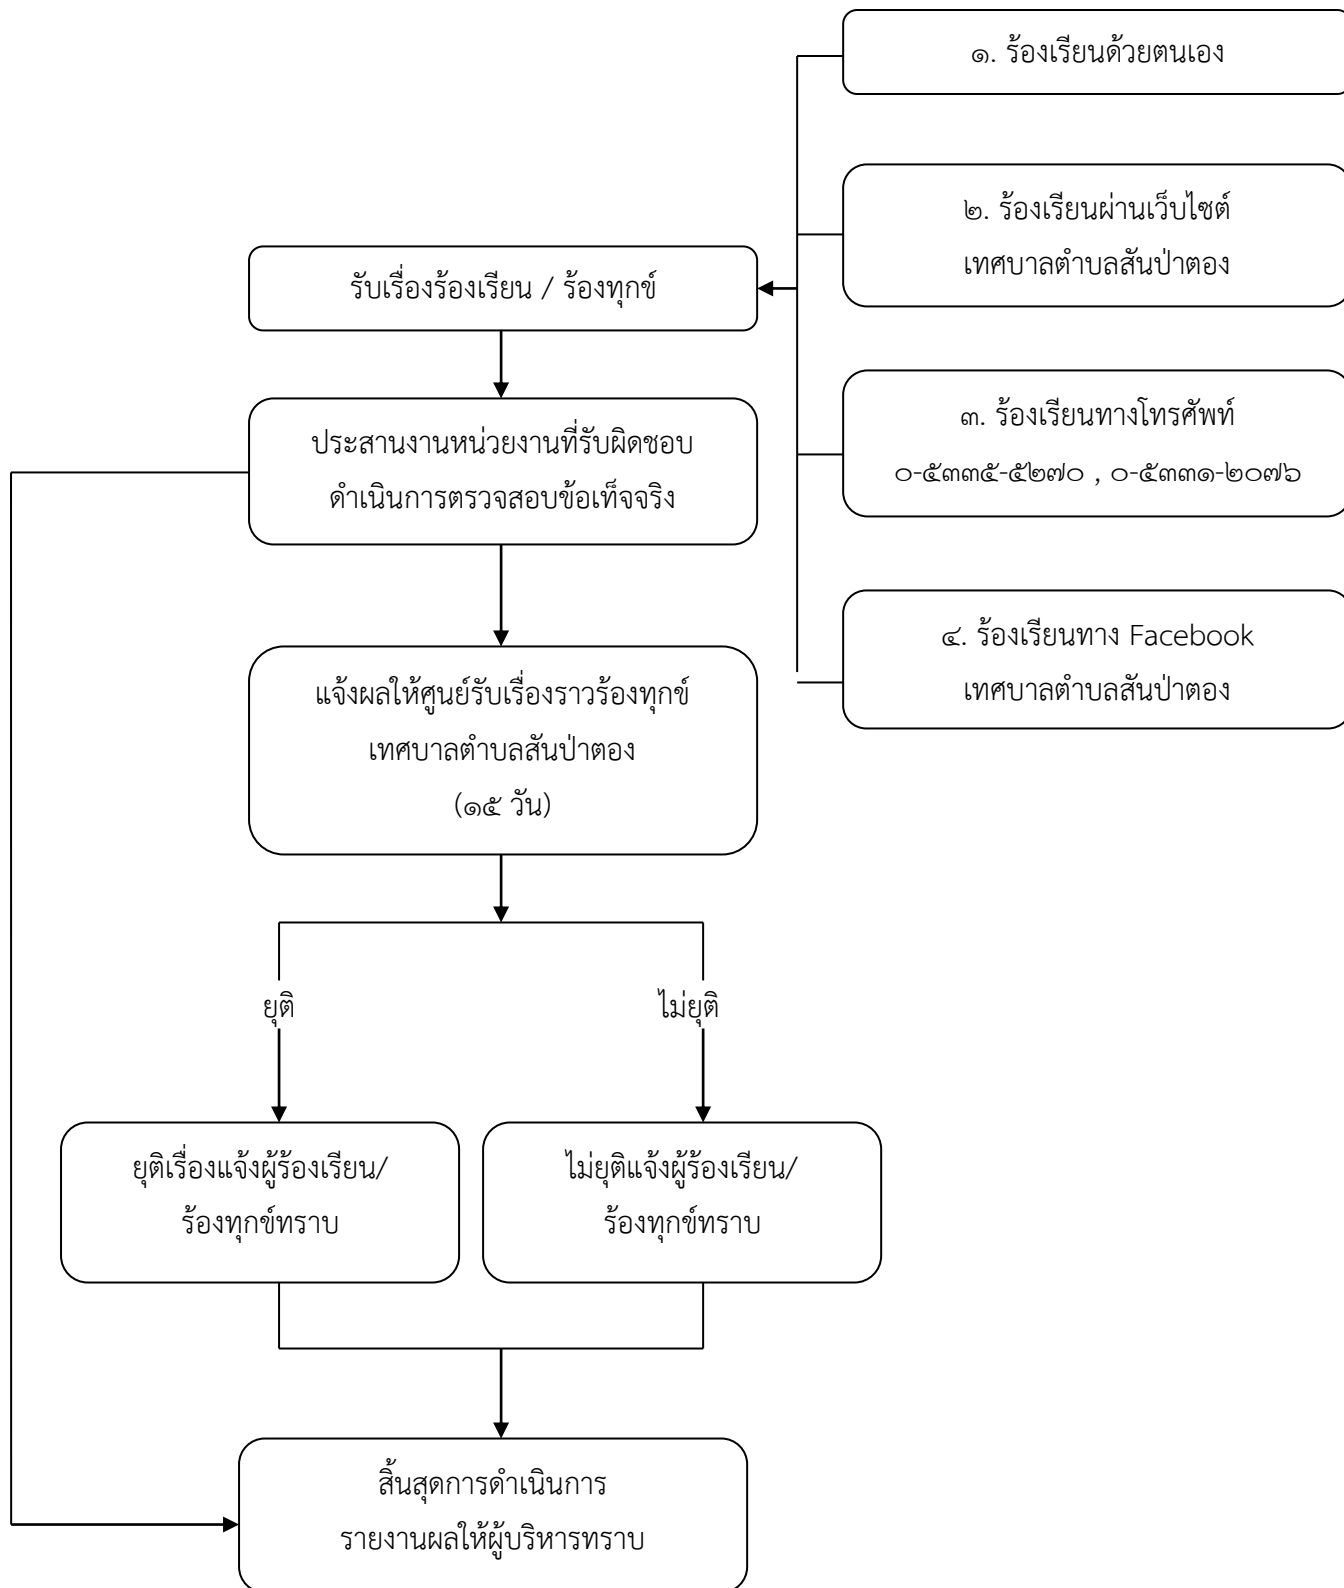 ๑. ร้องเรียนด้วยตนเอง
๒. ร้องเรียนผ่านเว็บไซต์
เทศบาลตำบลสันป่าตอง
รับเรื่องร้องเรียน / ร้องทุกข์
๓. ร้องเรียนทางโทรศัพท์
๐-๕๓๓๕-๕๒๗๐ , ๐-๕๓๓๑-๒๐๗๖
ประสานงานหน่วยงานที่รับผิดชอบ
ดำเนินการตรวจสอบข้อเท็จจริง
๔. ร้องเรียนทาง Facebook
เทศบาลตำบลสันป่าตอง
แจ้งผลให้ศูนย์รับเรื่องราวร้องทุกข์
เทศบาลตำบลสันป่าตอง
(๑๕ วัน)
ยุติ
ไม่ยุติ
ยุติเรื่องแจ้งผู้ร้องเรียน/
ร้องทุกข์ทราบ
ไม่ยุติแจ้งผู้ร้องเรียน/
ร้องทุกข์ทราบ
สิ้นสุดการดำเนินการ
รายงานผลให้ผู้บริหารทราบ